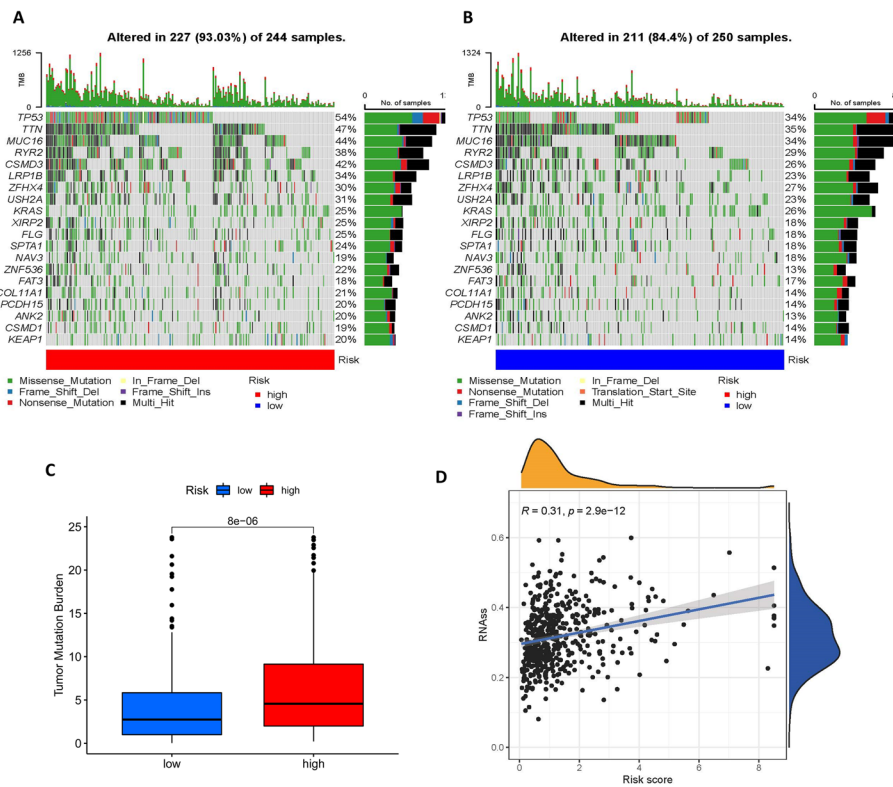 A
Altered in 227 (93.03%) of 244 samples.
1256
TMB
0
0
No. of samples
TP53 54%
TTN 47%
MUC16 44%
RYR2 38%
CSMD3 42%
LRP1B 34%
ZFHX4 30%
USH2A 31%
KRAS 25%
XIRP2 25%
FLG 25%
SPTA1 24%
NAV3 19%
ZNF536 22%
FAT3 18%
COL11A1 21%
PCDH15 20%
ANK2 20%
CSMD1 19%
KEAP1 20%
Risk
Missense_Mutation In_Frame_Del Risk
Frame_Shift_Del Frame_Shift_Ins high
Nonsense_Mutation Multi_Hit low
B
Altered in 211 (84.4%) of 250 samples.
1324
TMB
0
0
No. of samples
TP53 34%
TTN 35%
MUC16 34%
RYR2 29%
CSMD3 26%
LRP1B 23%
ZFHX4 27%
USH2A 23%
KRAS 26%
XIRP2 18%
FLG 18%
SPTA1 18%
NAV3 18%
ZNF536 13%
FAT3 17%
COL11A1 14%
PCDH15 14%
ANK2 13%
CSMD1 14%
KEAP1 14%
Risk
Missense_Mutation In_Frame_Del Risk
Nonsense_Mutation Translation_Start_Site high
Frame_Shift_Del Multi_Hit low
Frame_Shift_Ins
C
Risk low high
8e−06
Tumor Mutation Burden
25
20
15
10
5
0
low high
D
R = 0.31, p = 2.9e−12
RNAss
0.6
0.4
0.2
0.0
0 2 4 6 8
Risk score